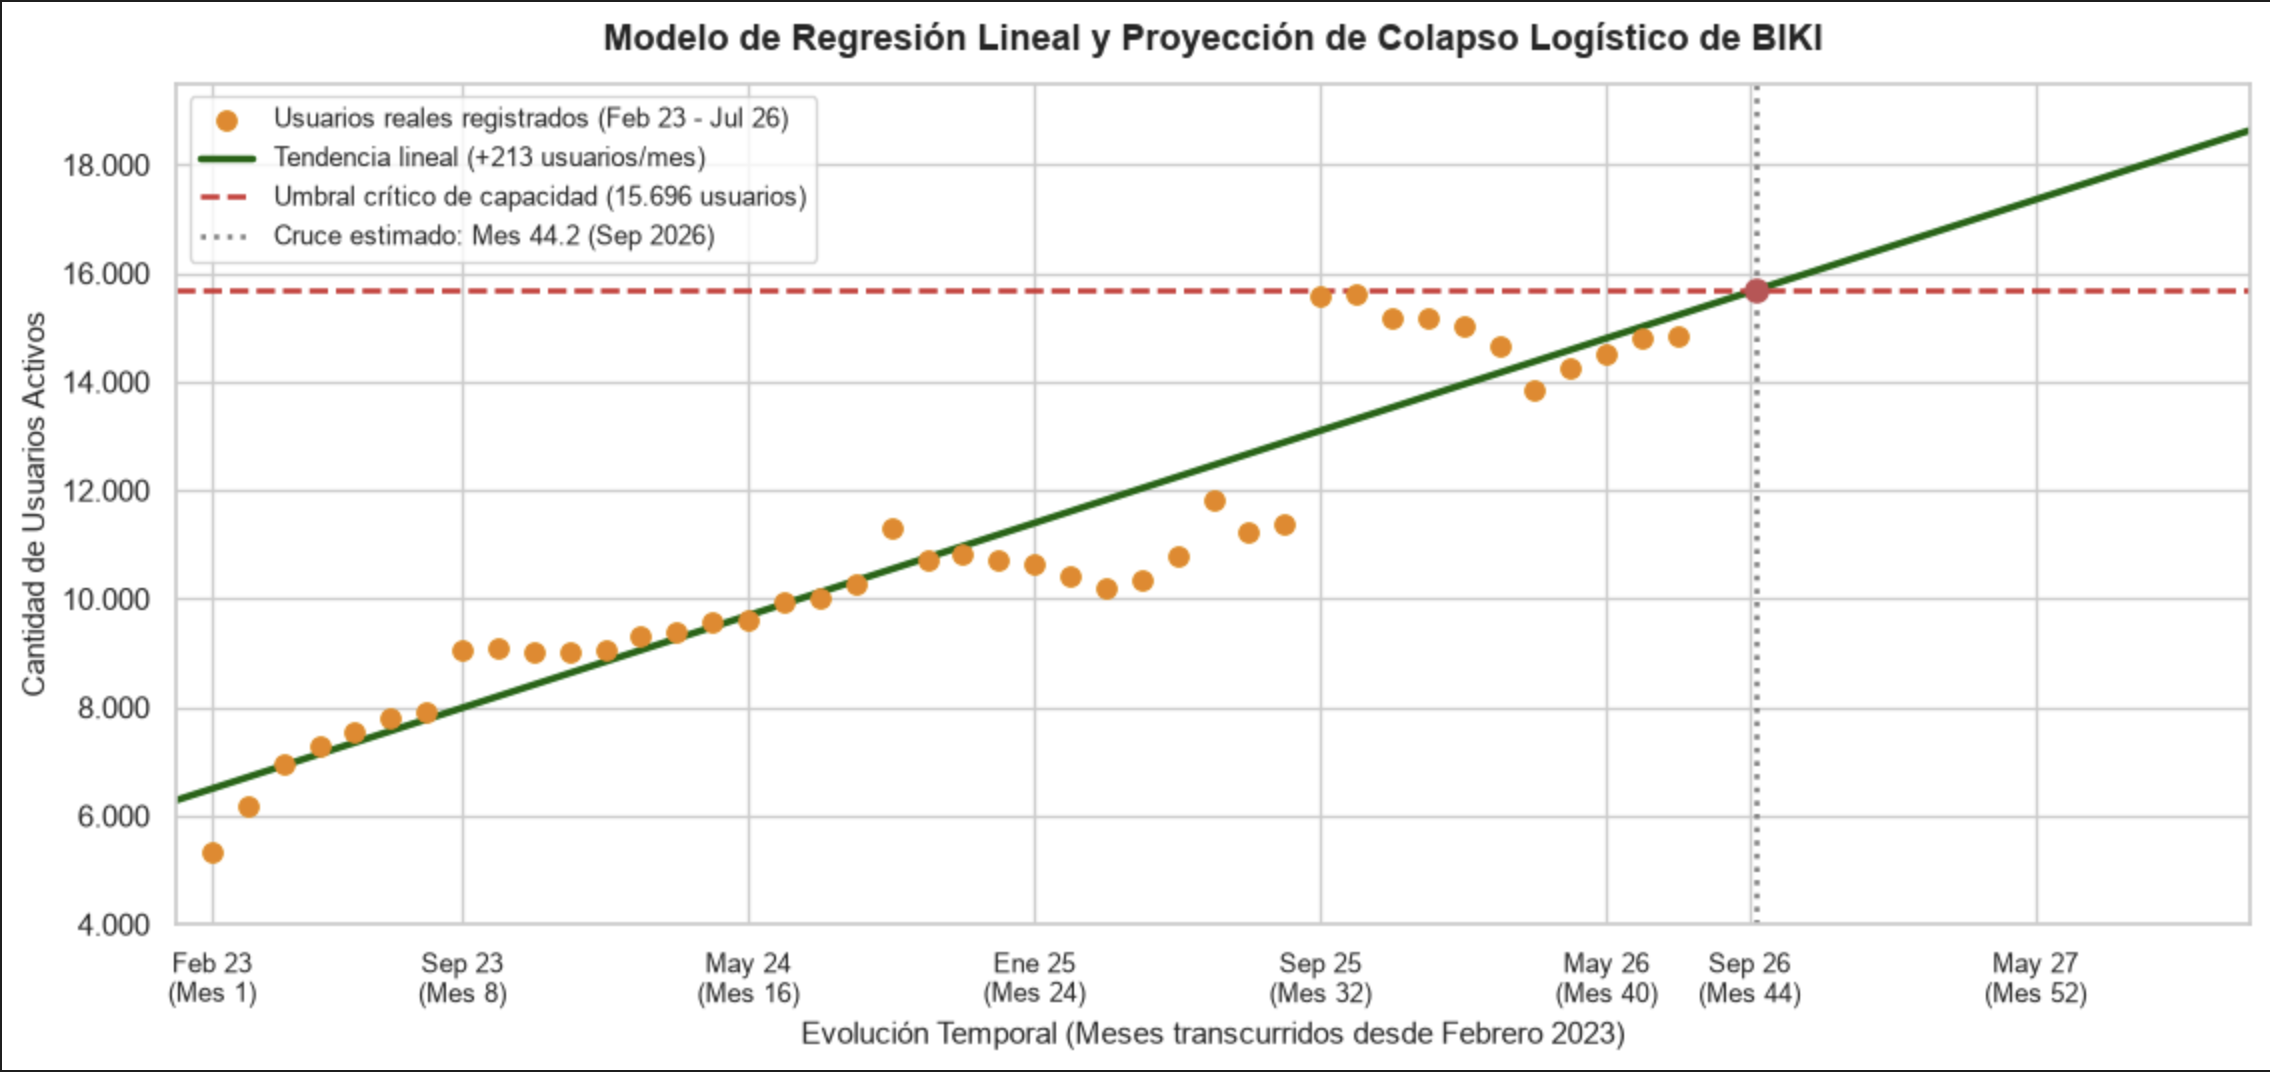 Modelo de Regresión Lineal y Proyección de Colapso Logístico de BIKI
Usuarios reales registrados (Feb 23 - Jul 26)
Tendencia lineal (+213 usuarios/mes)
Umbral crítico de capacidad (15.696 usuarios)
Cruce estimado: Mes 44.2 (Sep 2026)
Cantidad de Usuarios Activos
18.000
16.000
14.000
12.000
10.000
8.000
6.000
4.000
Feb 23 Sep 23 May 24 Ene 25 Sep 25 May 26 Sep 26 May 27
(Mes 1) (Mes 8) (Mes 16) (Mes 24) (Mes 32) (Mes 40) (Mes 44) (Mes 52)
Evolución Temporal (Meses transcurridos desde Febrero 2023)